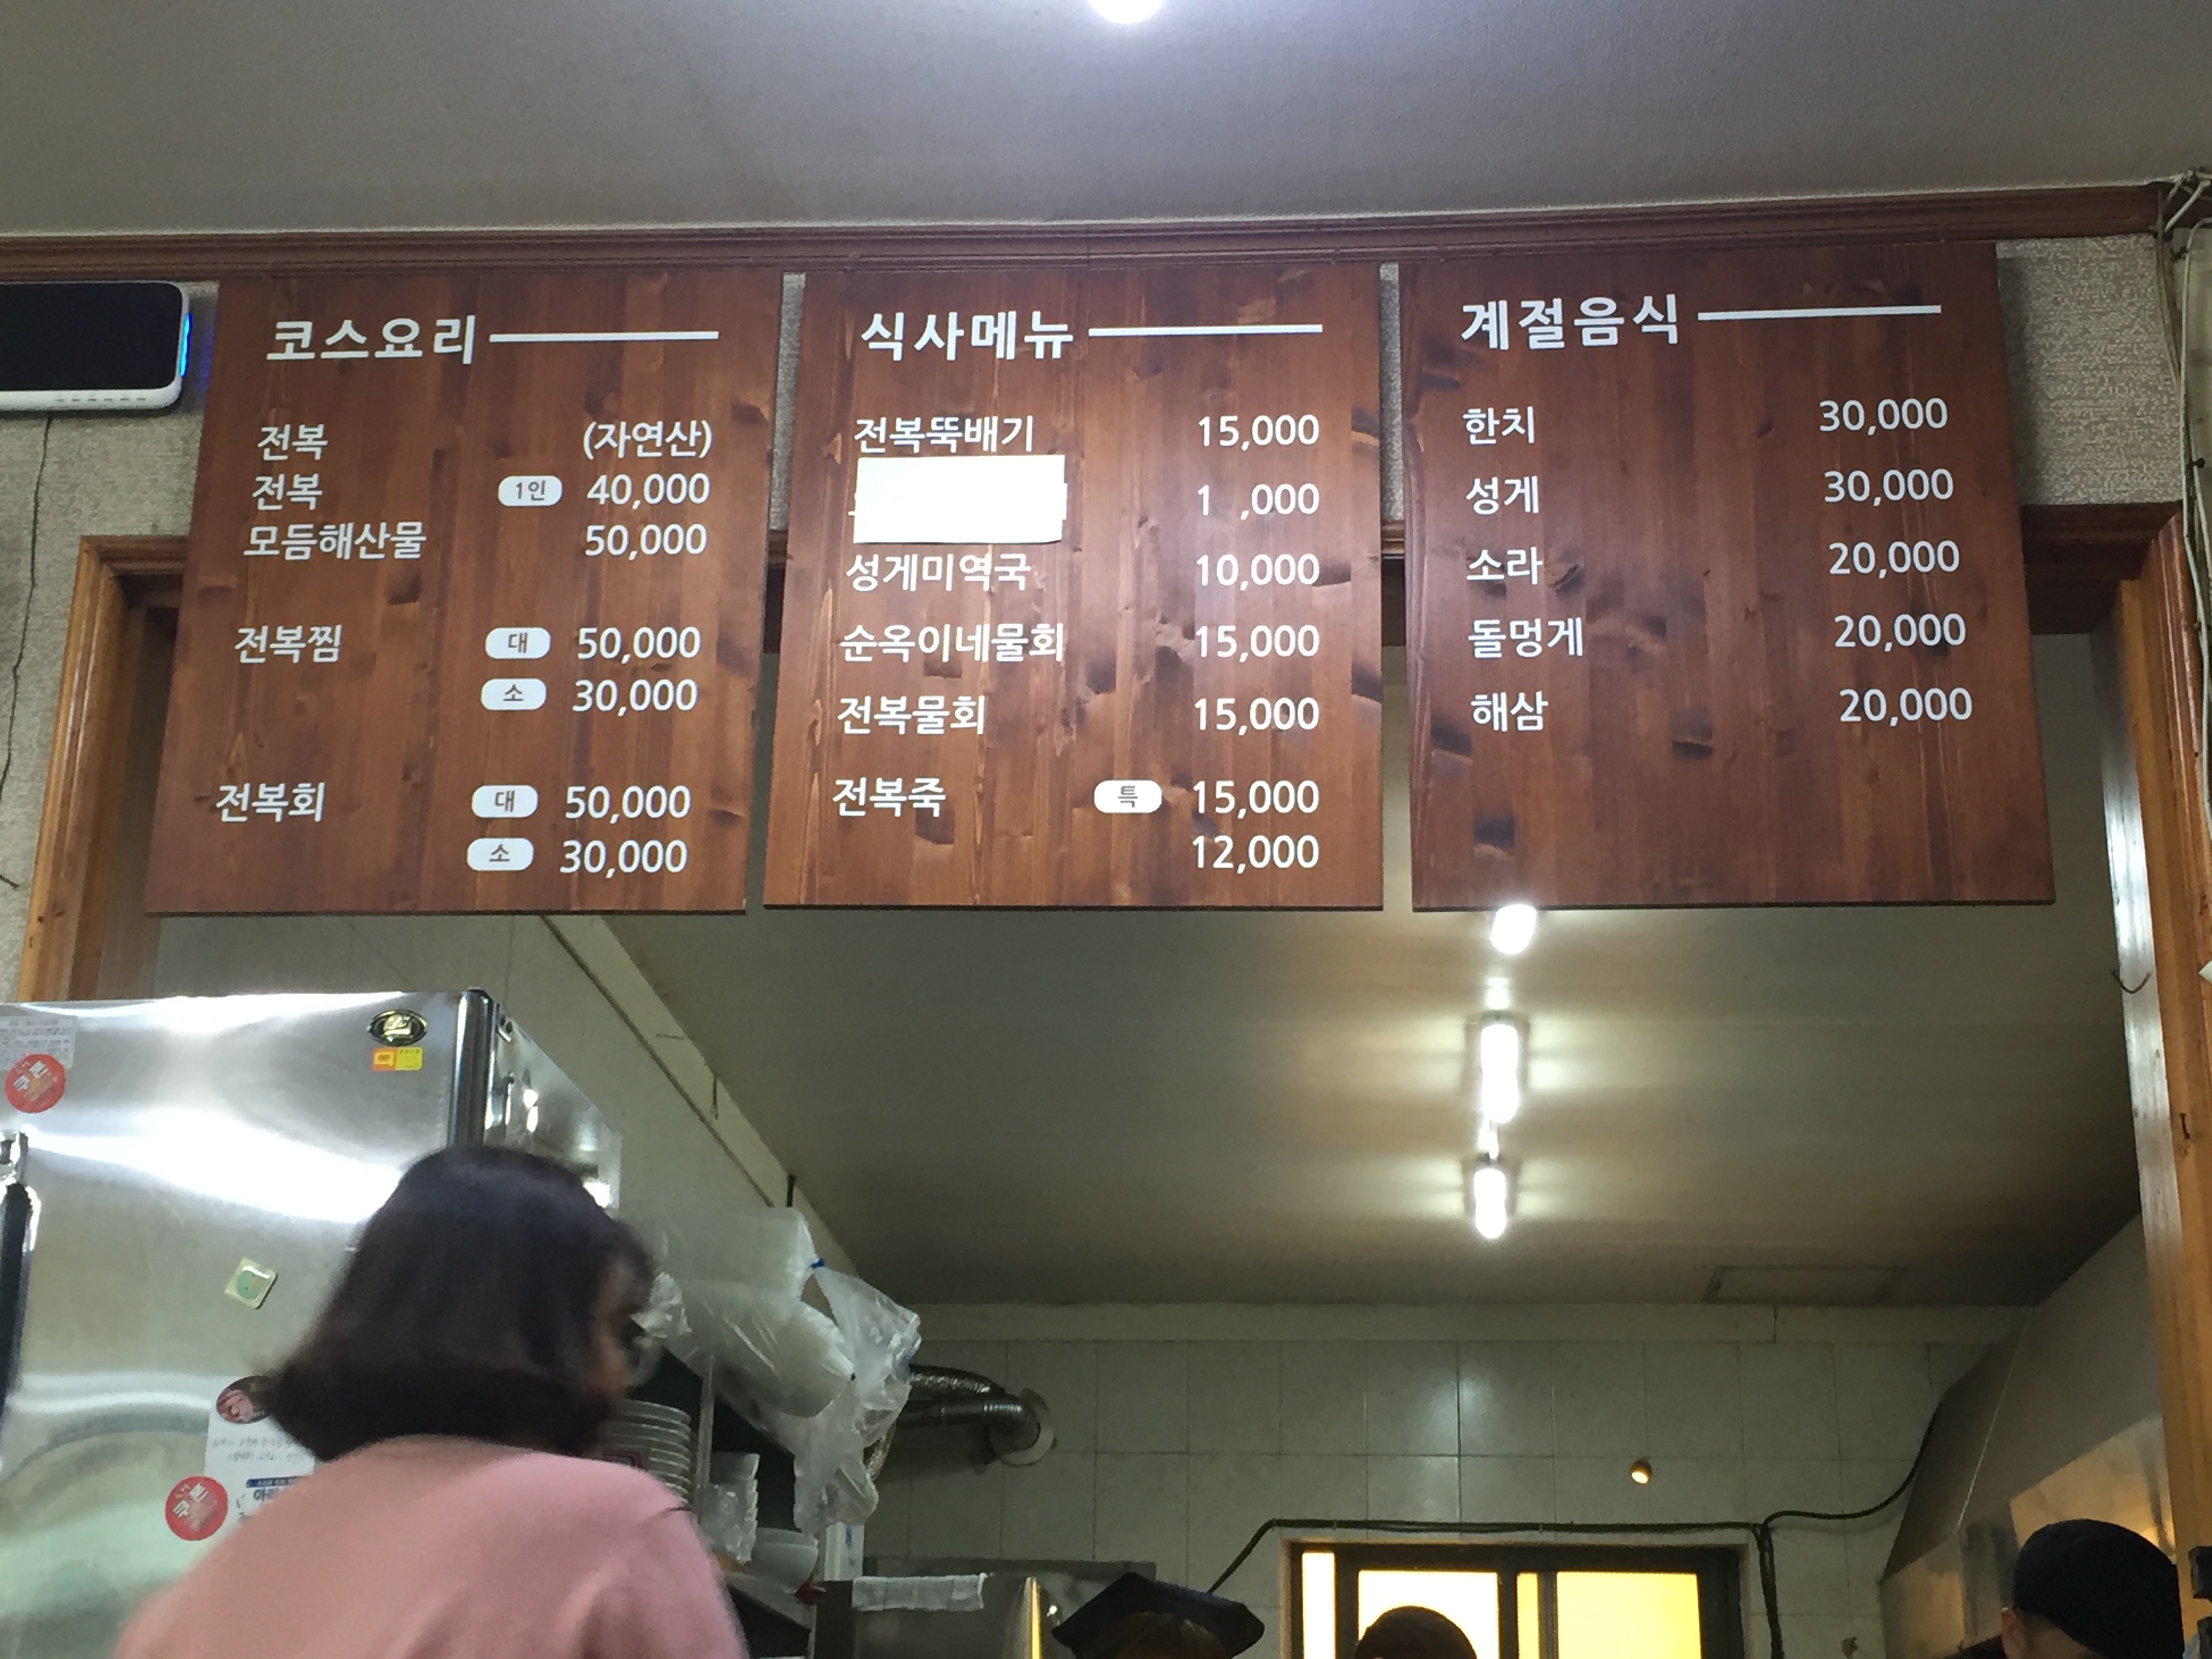 코스요리
전복 (자연산)
전복 1인 40,000
모듬해산물 50,000
전복찜 대 50,000
소 30,000
전복회 대 50,000
소 30,000
식사메뉴
전복뚝배기 15,000
1 ,000
성게미역국 10,000
순옥이네물회 15,000
전복물회 15,000
전복죽 특 15,000
12,000
계절음식
한치 30,000
성게 30,000
소라 20,000
돌멍게 20,000
해삼 20,000
쿠폰
쿠폰